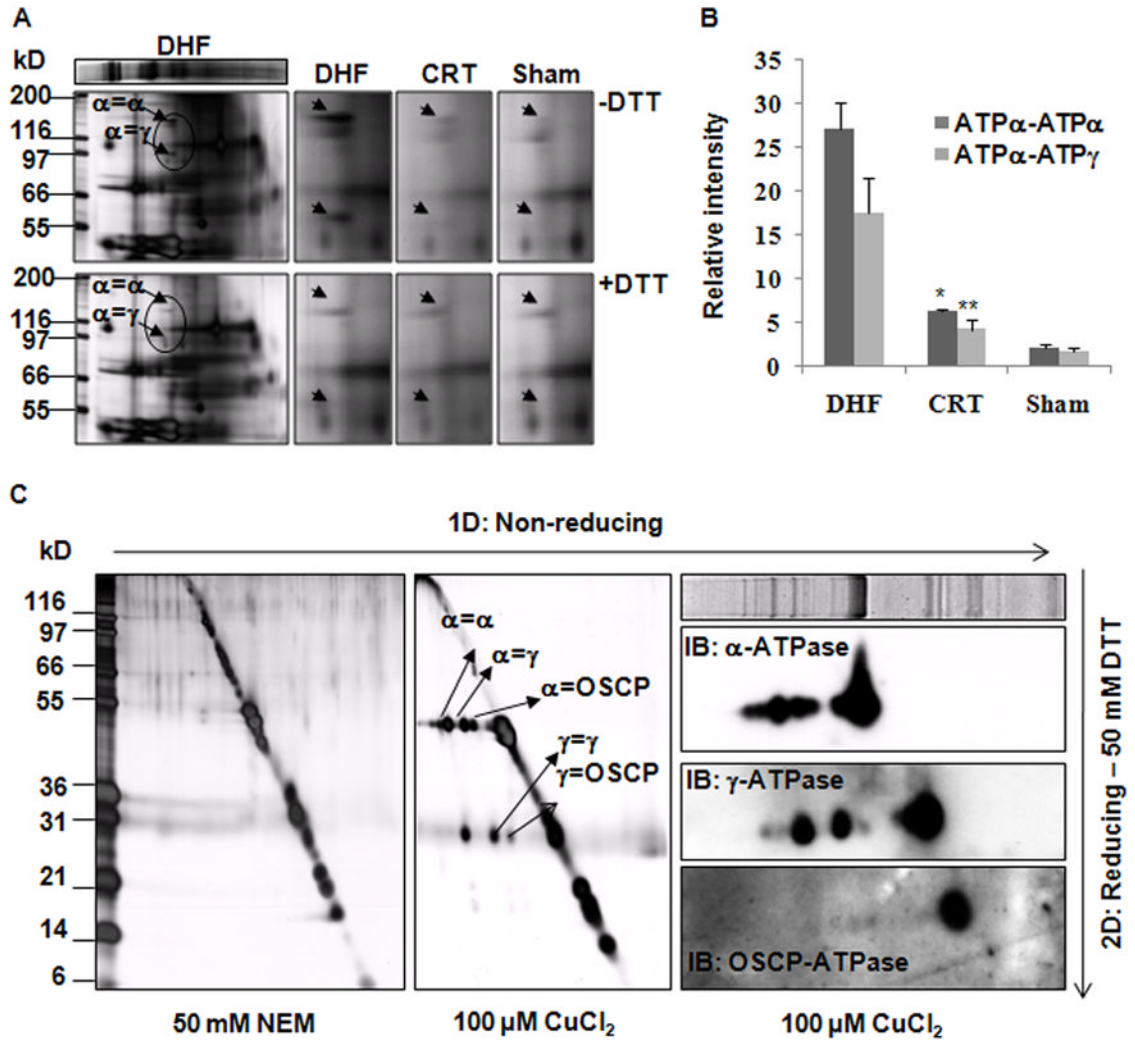 A
kD
DHF
200
116
97
66
55
α=α
α=γ
DHF
CRT
Sham
-DTT
200
116
97
66
55
α=α
α=γ
+DTT
B
Relative intensity
35
30
25
20
15
10
5
0
ATPα-ATPα
ATPα-ATPγ
*
**
DHF
CRT
Sham
C
1D: Non-reducing
kD
116
97
66
55
36
31
21
14
6
α=α
α=γ
α=OSCP
γ=γ
γ=OSCP
IB: α-ATPase
IB: γ-ATPase
IB: OSCP-ATPase
2D: Reducing – 50 mM DTT
50 mM NEM
100 µM CuCl₂
100 µM CuCl₂